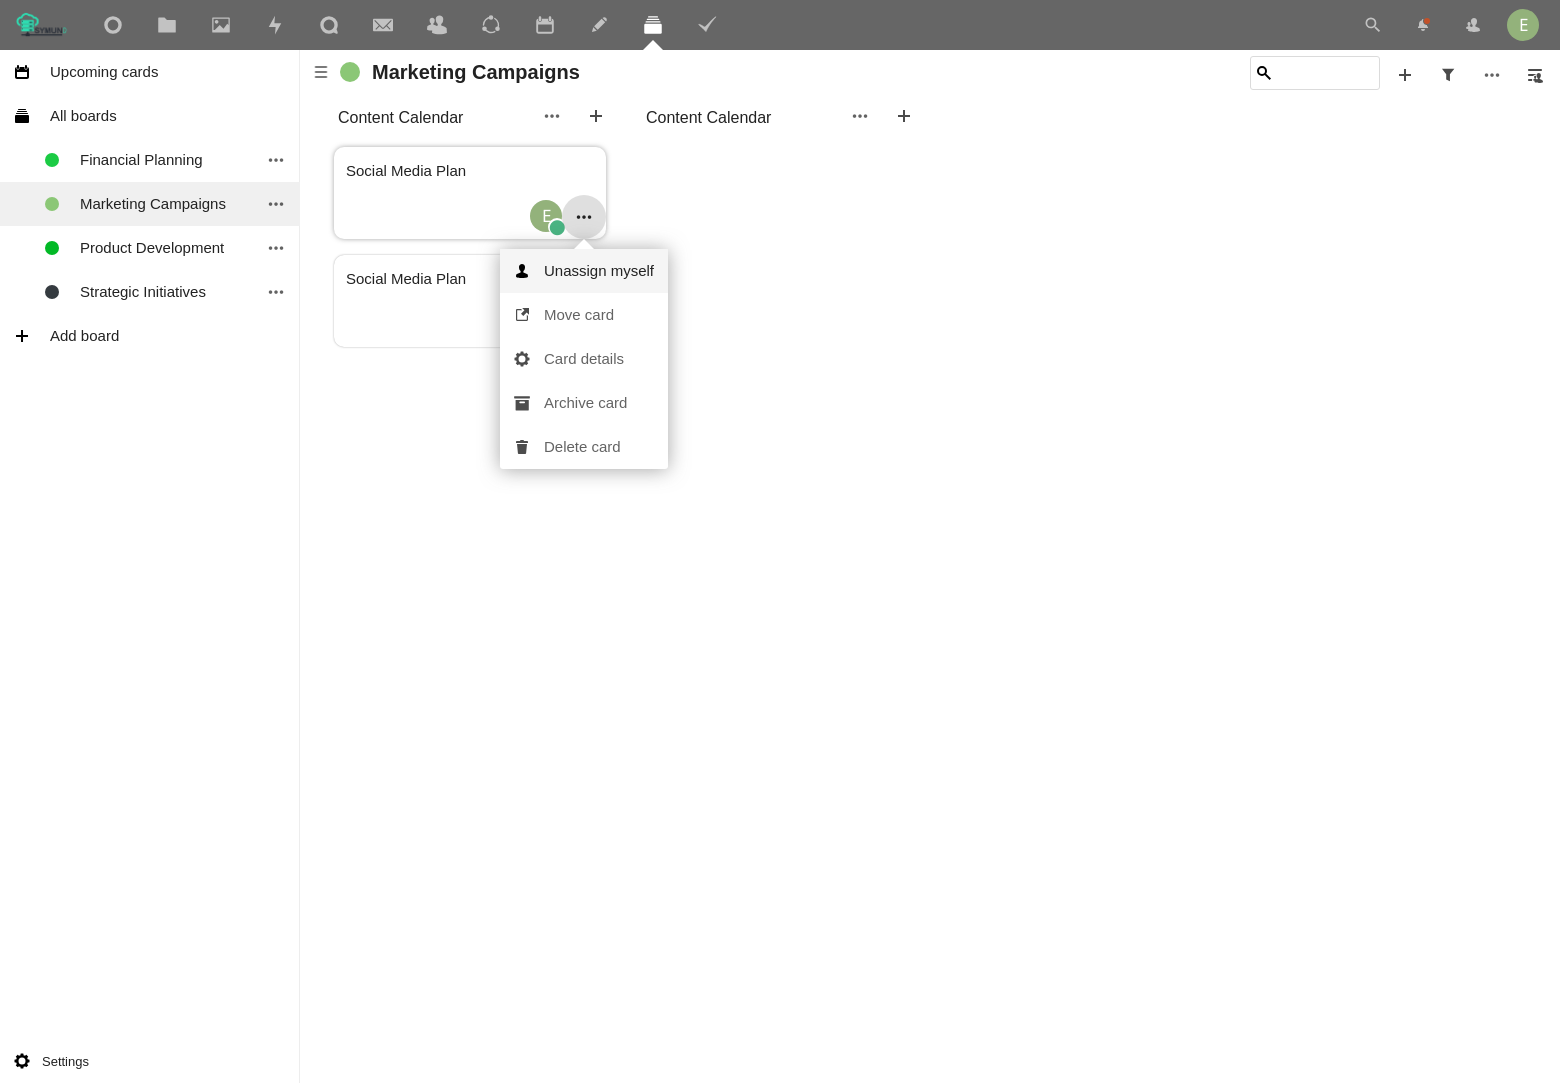 E
Upcoming cards
All boards
Financial Planning
Marketing Campaigns
Product Development
Strategic Initiatives
Add board
Settings
Marketing Campaigns
Content Calendar
Content Calendar
Social Media Plan
E
Social Media Plan
Unassign myself
Move card
Card details
Archive card
Delete card